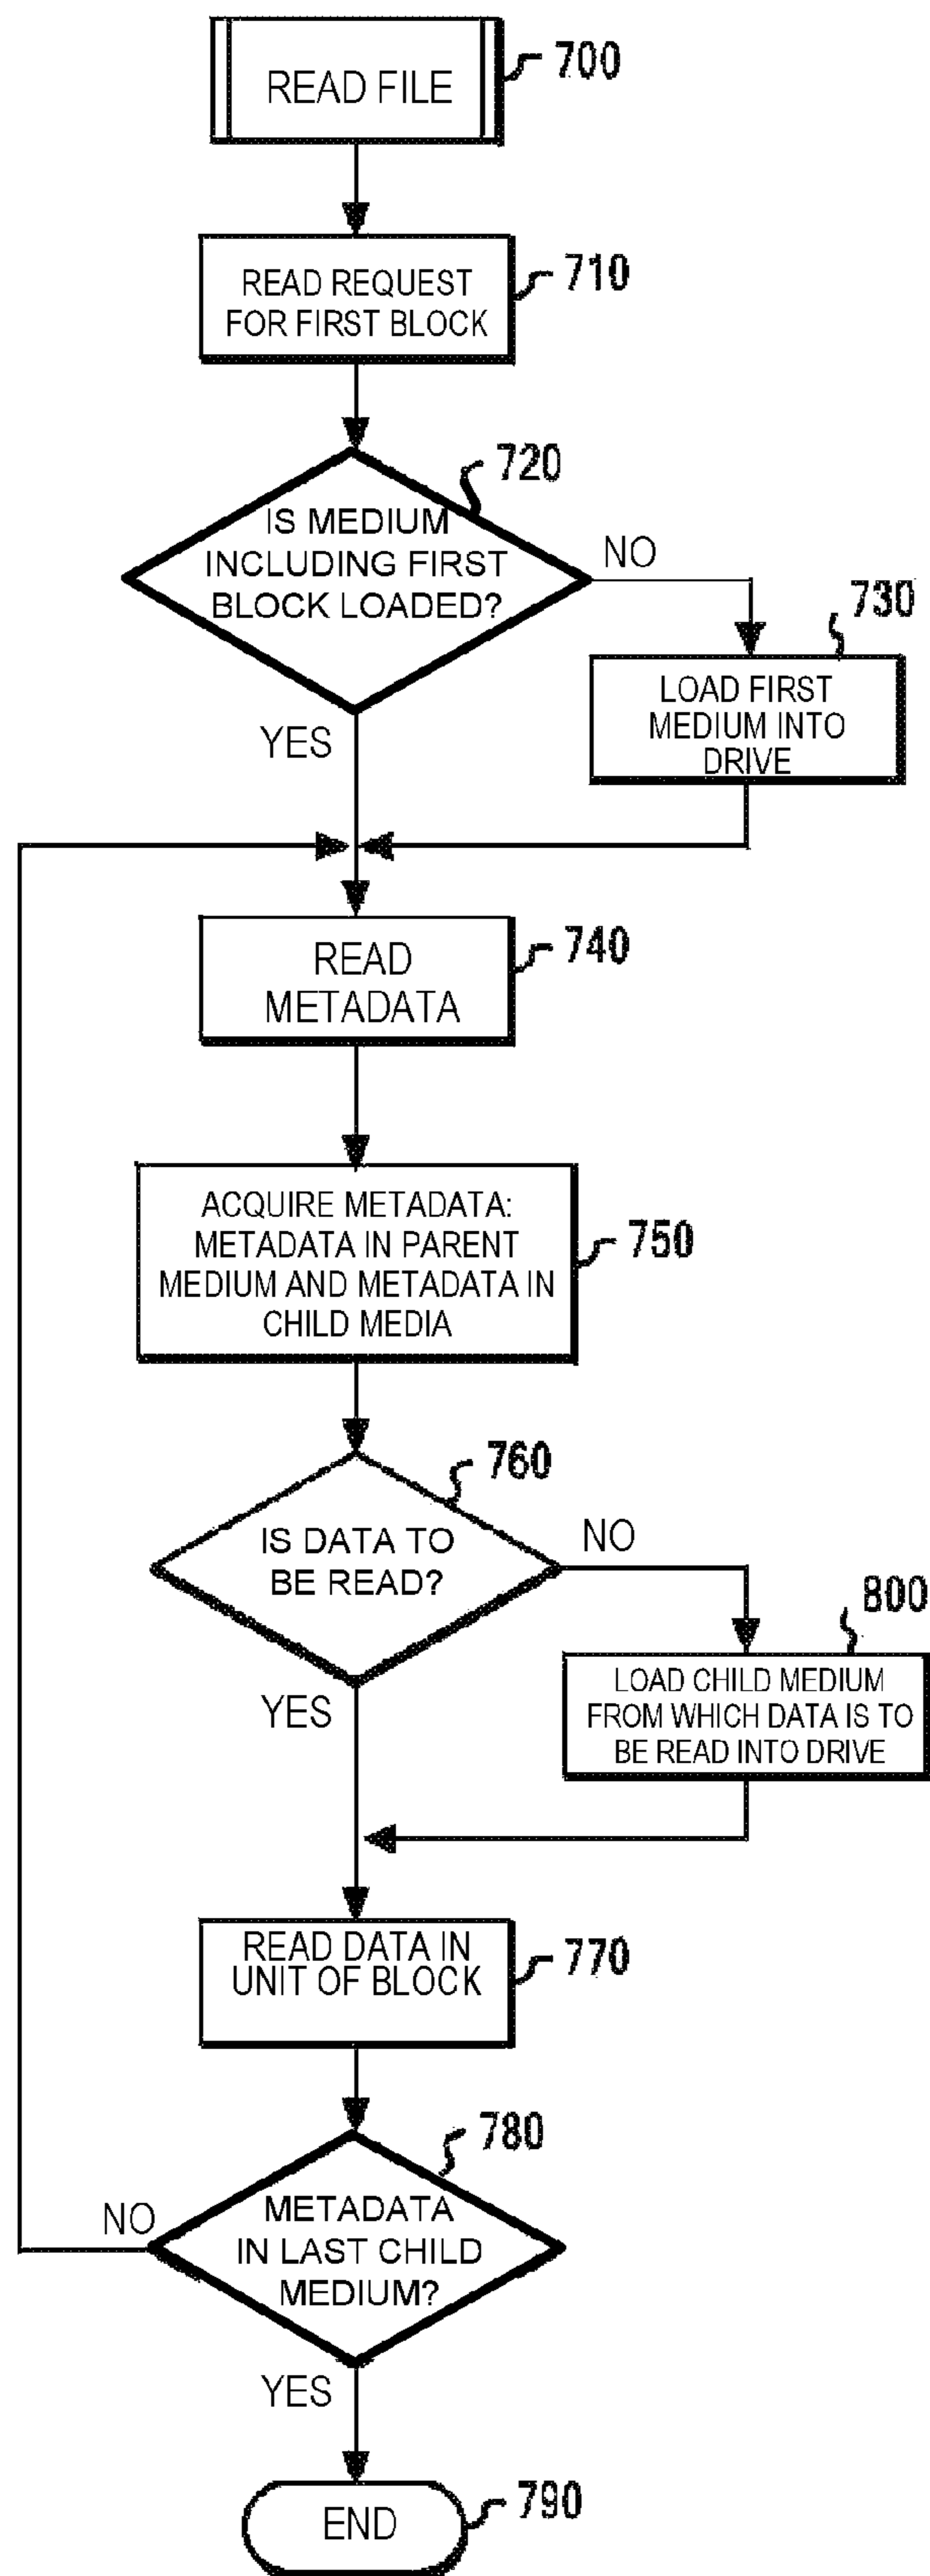 READ FILE
700
READ REQUEST
FOR FIRST BLOCK
710
720
IS MEDIUM
INCLUDING FIRST
BLOCK LOADED?
NO
YES
730
LOAD FIRST
MEDIUM INTO
DRIVE
READ
METADATA
740
ACQUIRE METADATA:
METADATA IN PARENT
MEDIUM AND METADATA IN
CHILD MEDIA
750
760
IS DATA TO
BE READ?
NO
YES
800
LOAD CHILD MEDIUM
FROM WHICH DATA IS TO
BE READ INTO DRIVE
READ DATA IN
UNIT OF BLOCK
770
780
METADATA
IN LAST CHILD
MEDIUM?
NO
YES
END
790